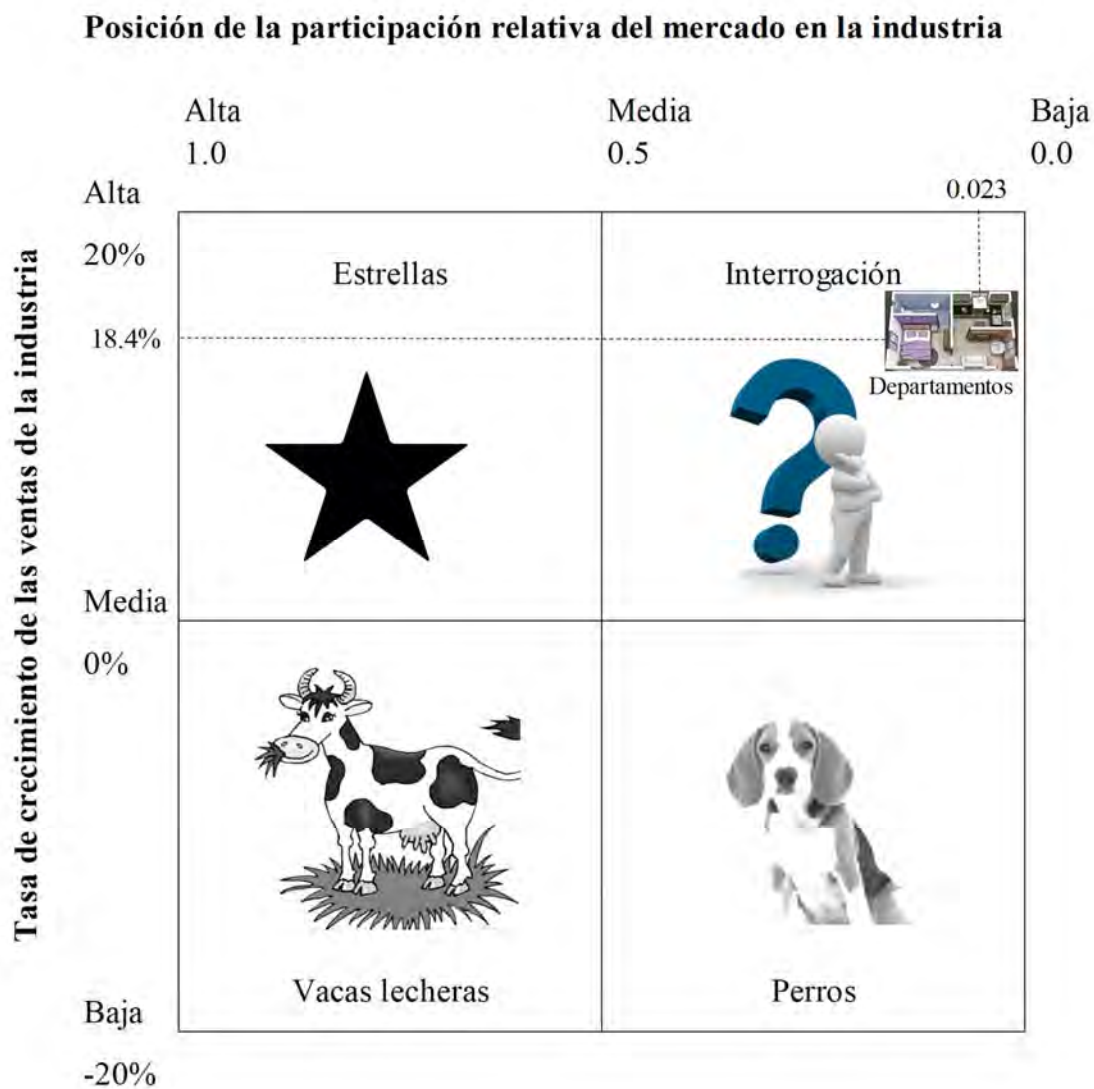 Posición de la participación relativa del mercado en la industria
Alta
Media
Baja
1.0
0.5
0.0
0.023
Alta
20%
Estrellas
Interrogación
18.4%
Departamentos
Tasa de crecimiento de las ventas de la industria
Media
0%
Vacas lecheras
Perros
Baja
-20%